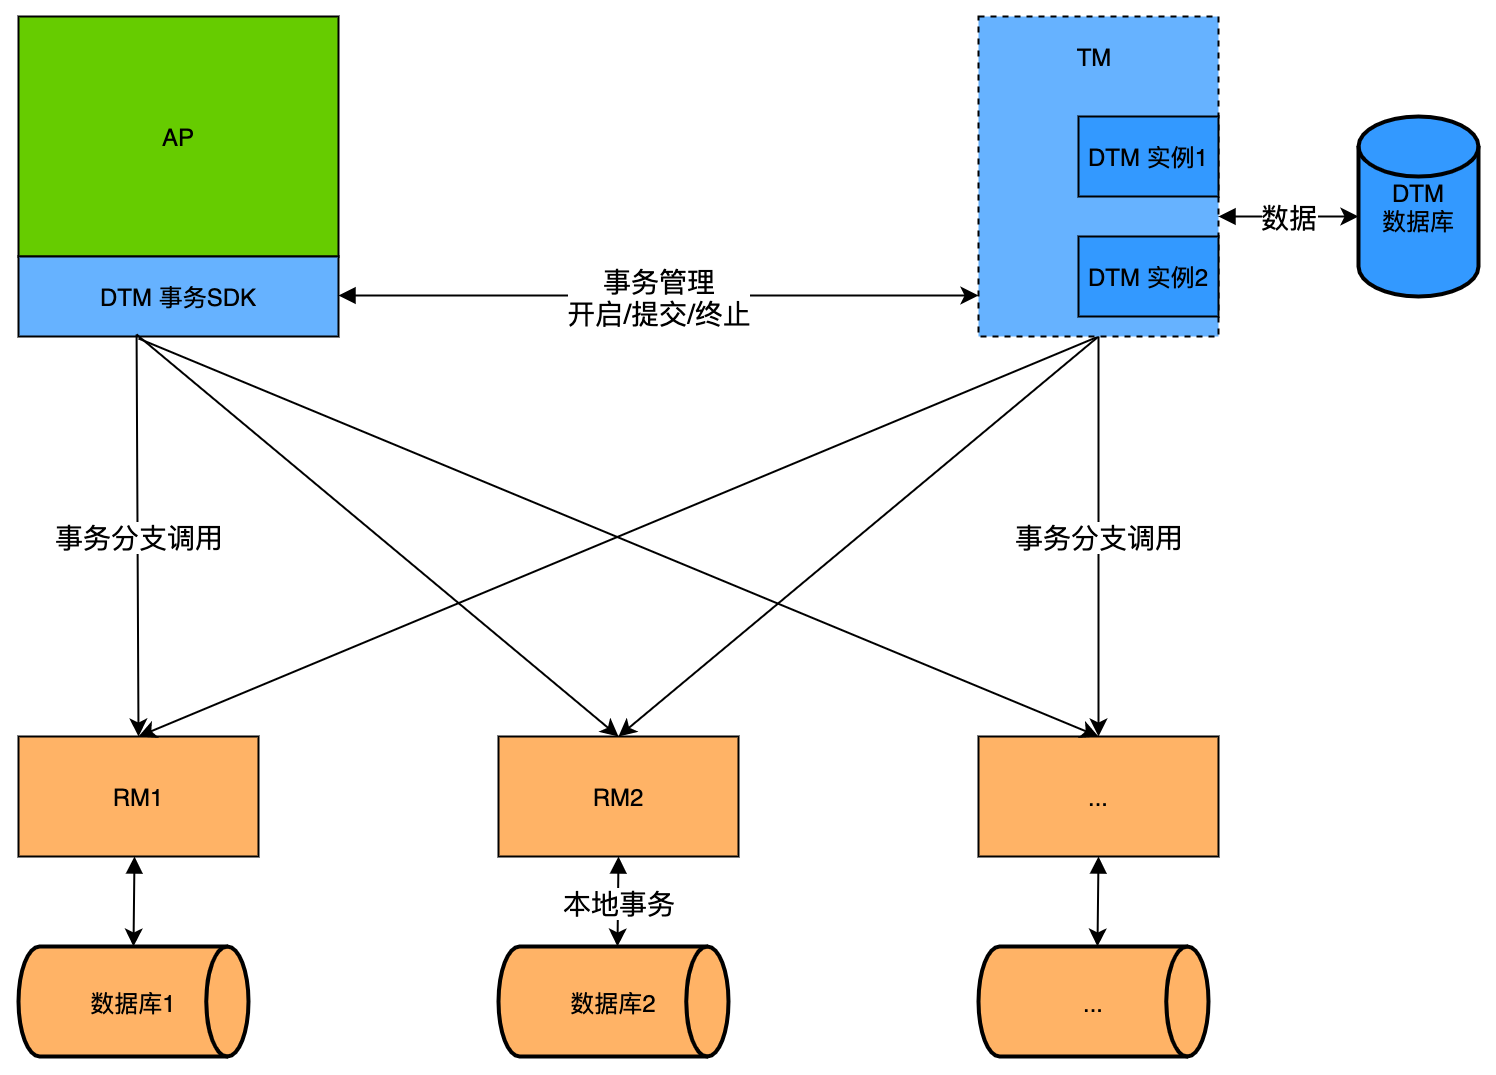 AP
DTM 事务SDK
事务管理
开启/提交/终止
TM
DTM 实例1
DTM 实例2
数据
DTM
数据库
事务分支调用
事务分支调用
RM1
RM2
...
本地事务
数据库1
数据库2
...